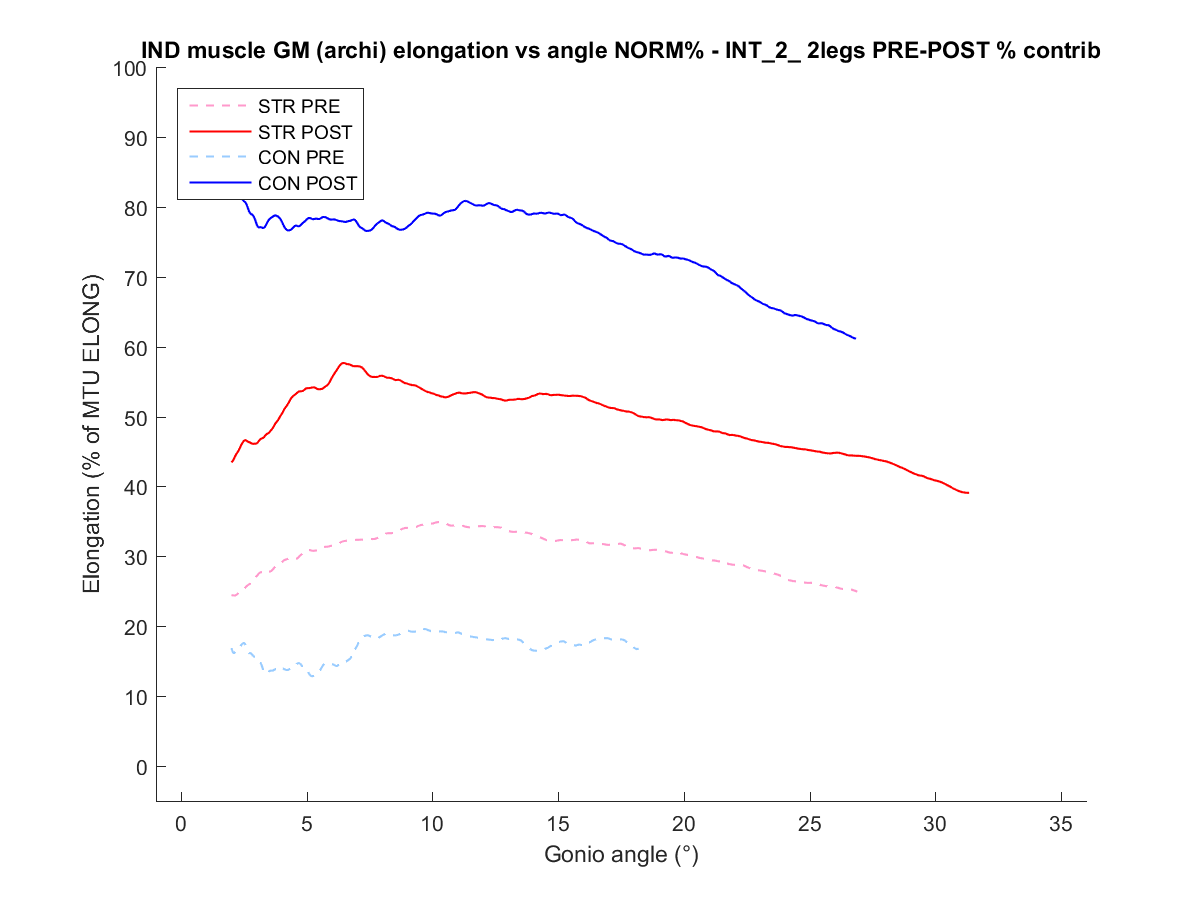 IND muscle GM (archi) elongation vs angle NORM% - INT_2_ 2legs PRE-POST % contrib
100
90
80
70
60
50
40
30
20
10
0
STR PRE
STR POST
CON PRE
CON POST
Elongation (% of MTU ELONG)
0 5 10 15 20 25 30 35
Gonio angle (°)